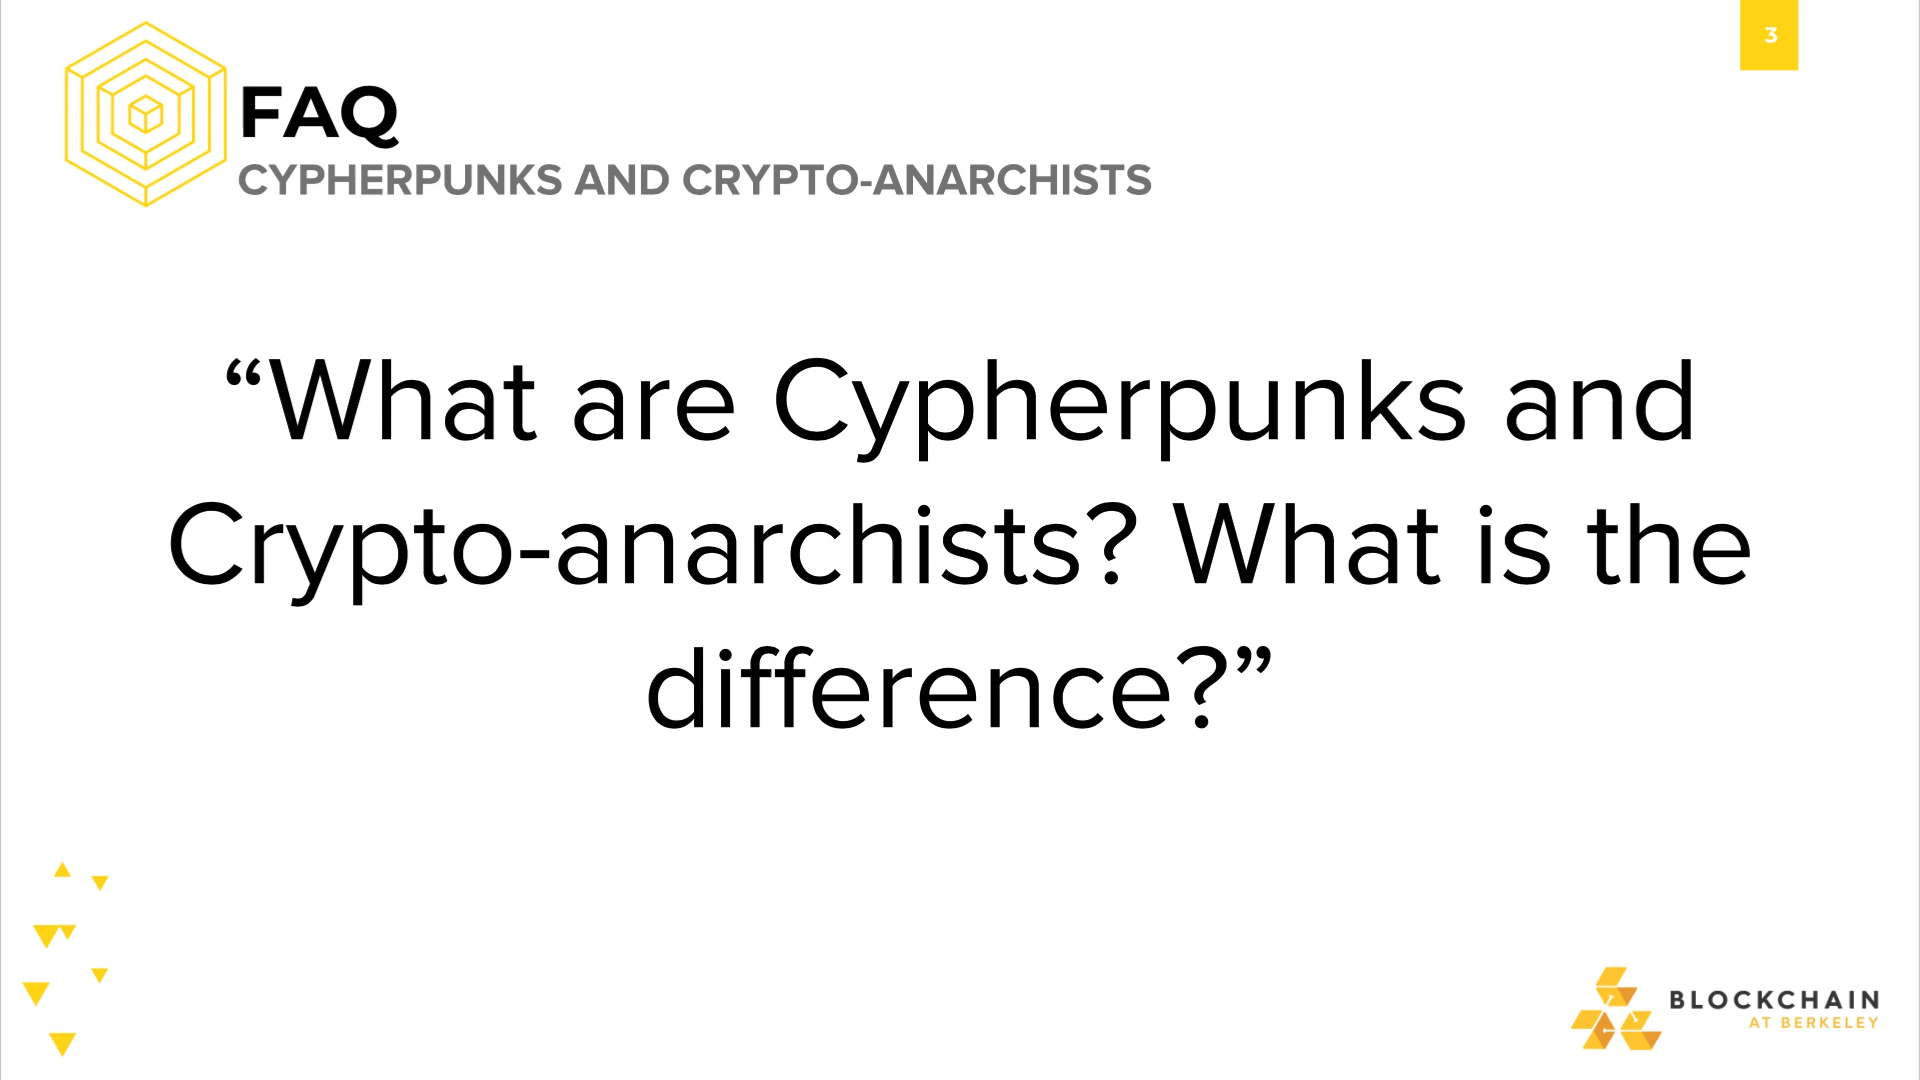 3
FAQ
CYPHERPUNKS AND CRYPTO-ANARCHISTS
“What are Cypherpunks and
Crypto-anarchists? What is the
difference?”
BLOCKCHAIN
AT BERKELEY